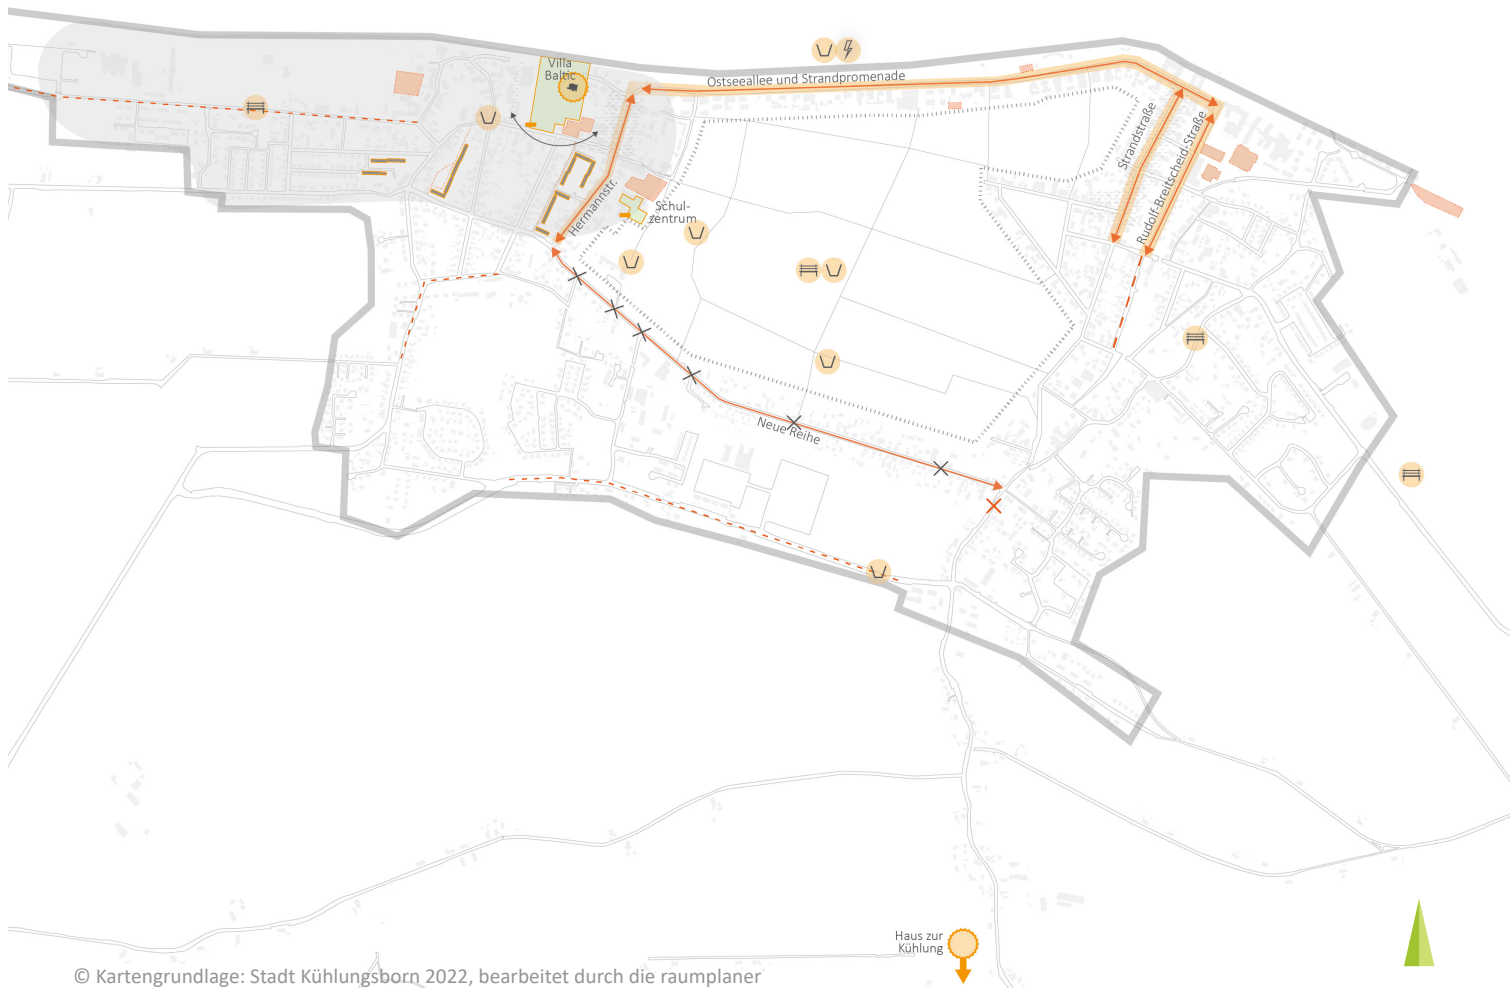 Villa
Baltic
Ostseeallee und Strandpromenade
Strandstraße
Rudolf-Breitscheid-Straße
Hermannstr.
Schul-
zentrum
Neue Reihe
Haus zur
Kühlung
© Kartengrundlage: Stadt Kühlungsborn 2022, bearbeitet durch die raumplaner